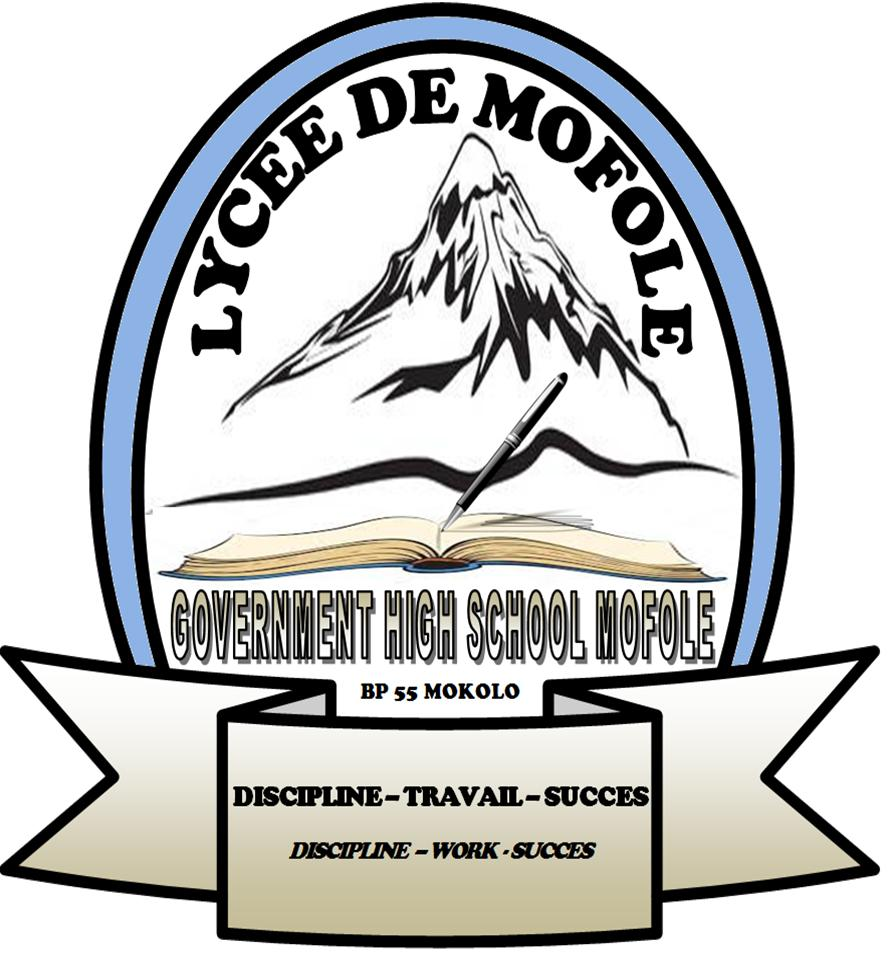 LYCEE DE MOFOLE
GOVERNMENT HIGH SCHOOL MOFOLE
BP 55 MOKOLO
DISCIPLINE – TRAVAIL – SUCCES
DISCIPLINE – WORK - SUCCES